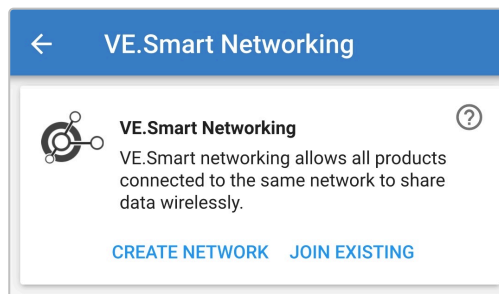 VE.Smart Networking
VE.Smart Networking
VE.Smart networking allows all products
connected to the same network to share
data wirelessly.
CREATE NETWORK JOIN EXISTING